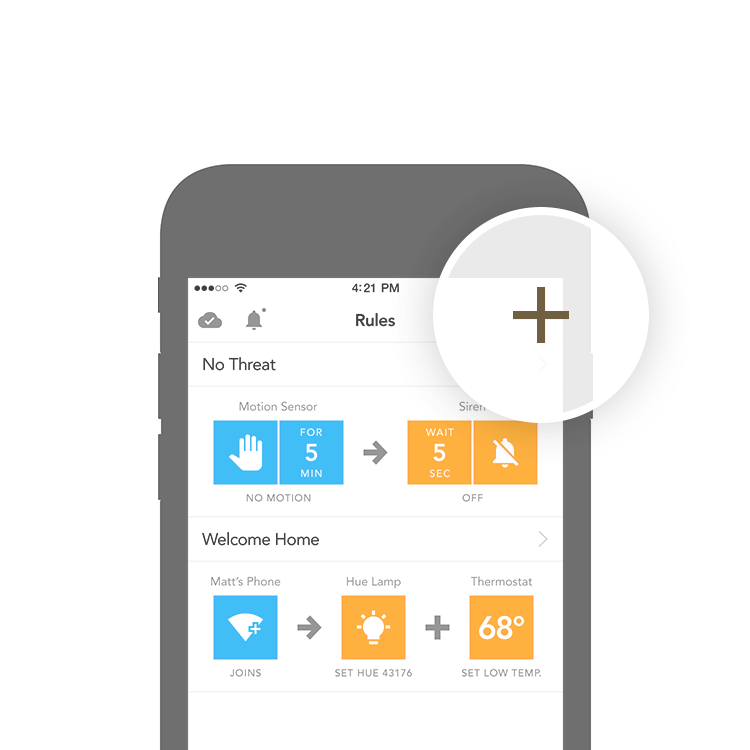 4:21 PM
Rules
No Threat
Motion Sensor
Siren
FOR
5
MIN
WAIT
5
SEC
NO MOTION
OFF
Welcome Home
Matt's Phone
Hue Lamp
Thermostat
68°
JOINS
SET HUE 43176
SET LOW TEMP.